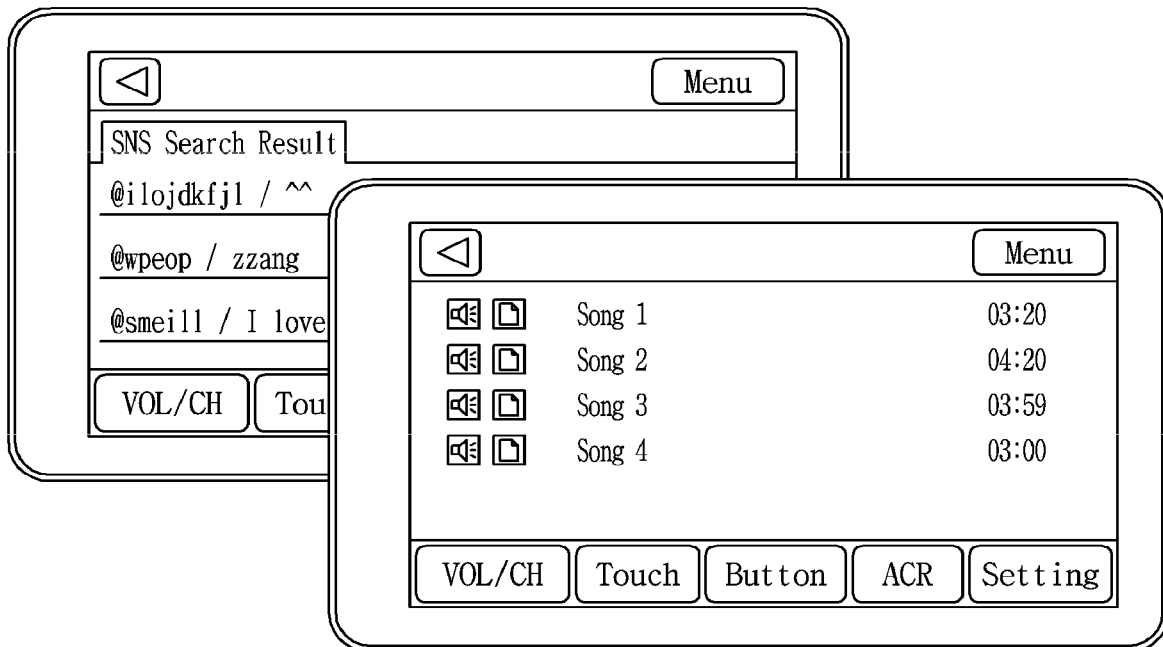 Menu
SNS Search Result
@ilojdkfjl / ^^
@wpeop / zzang
@smeill / I love
VOL/CH Tou
Menu
Song 1 03:20
Song 2 04:20
Song 3 03:59
Song 4 03:00
VOL/CH Touch Button ACR Setting